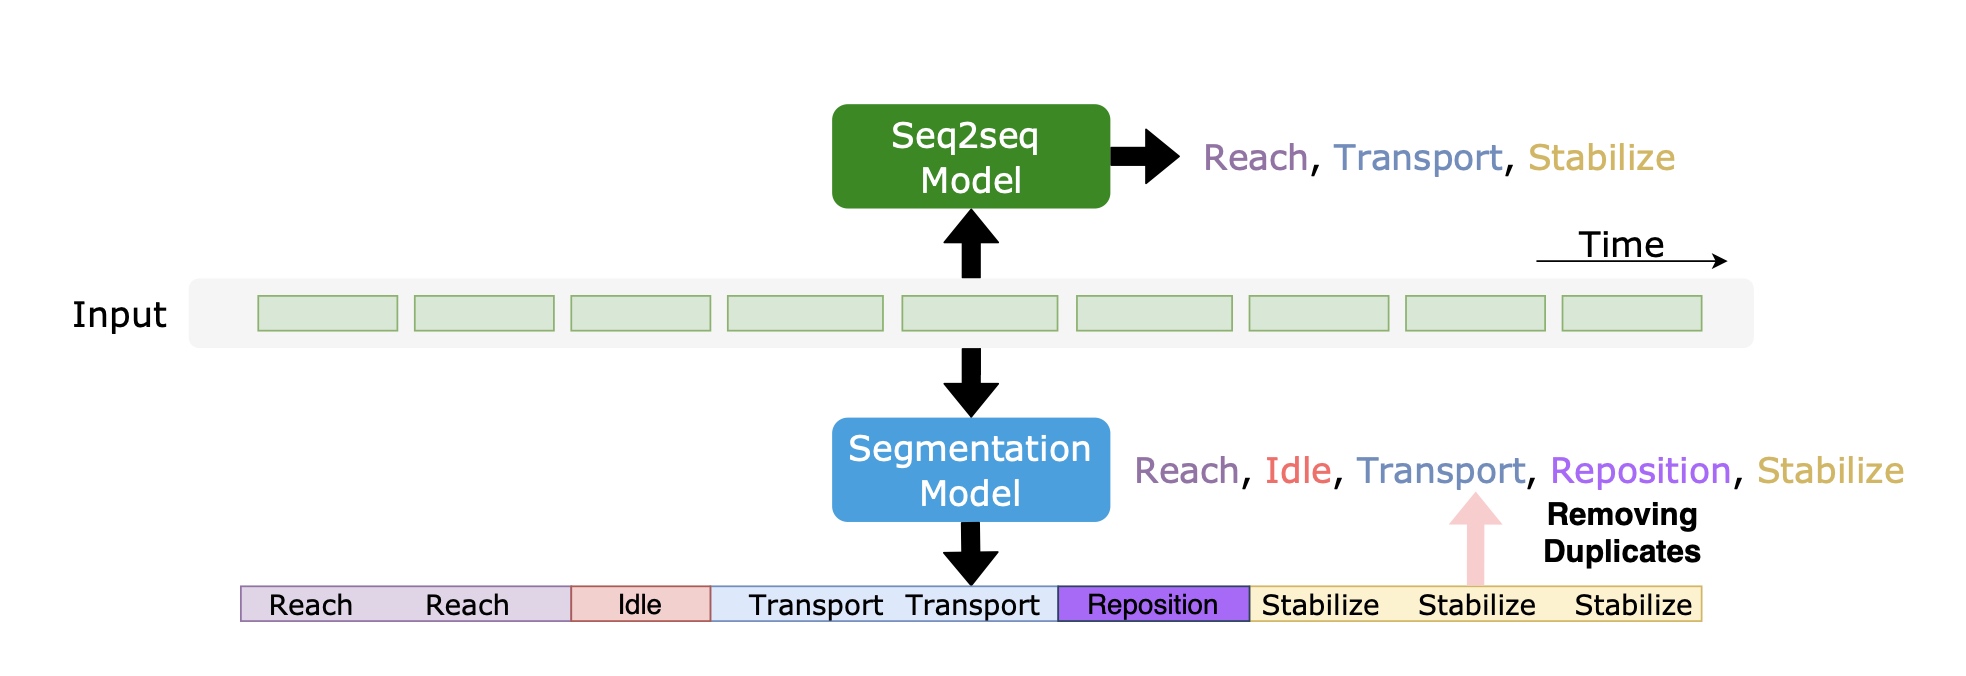 Seq2seq
Model
Reach, Transport, Stabilize
Time
Input
Segmentation
Model
Reach, Idle, Transport, Reposition, Stabilize
Removing
Duplicates
Reach Reach Idle Transport Transport Reposition Stabilize Stabilize Stabilize